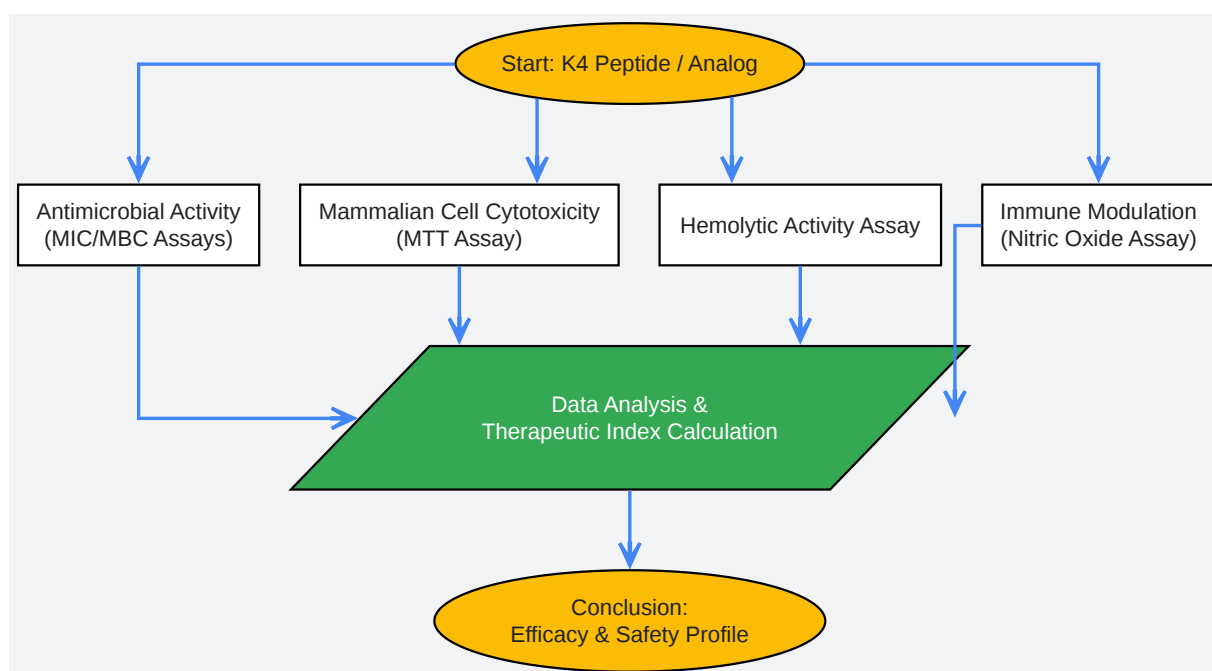 Start: K4 Peptide / Analog
Antimicrobial Activity
(MIC/MBC Assays)
Mammalian Cell Cytotoxicity
(MTT Assay)
Hemolytic Activity Assay
Immune Modulation
(Nitric Oxide Assay)
Data Analysis &
Therapeutic Index Calculation
Conclusion:
Efficacy & Safety Profile